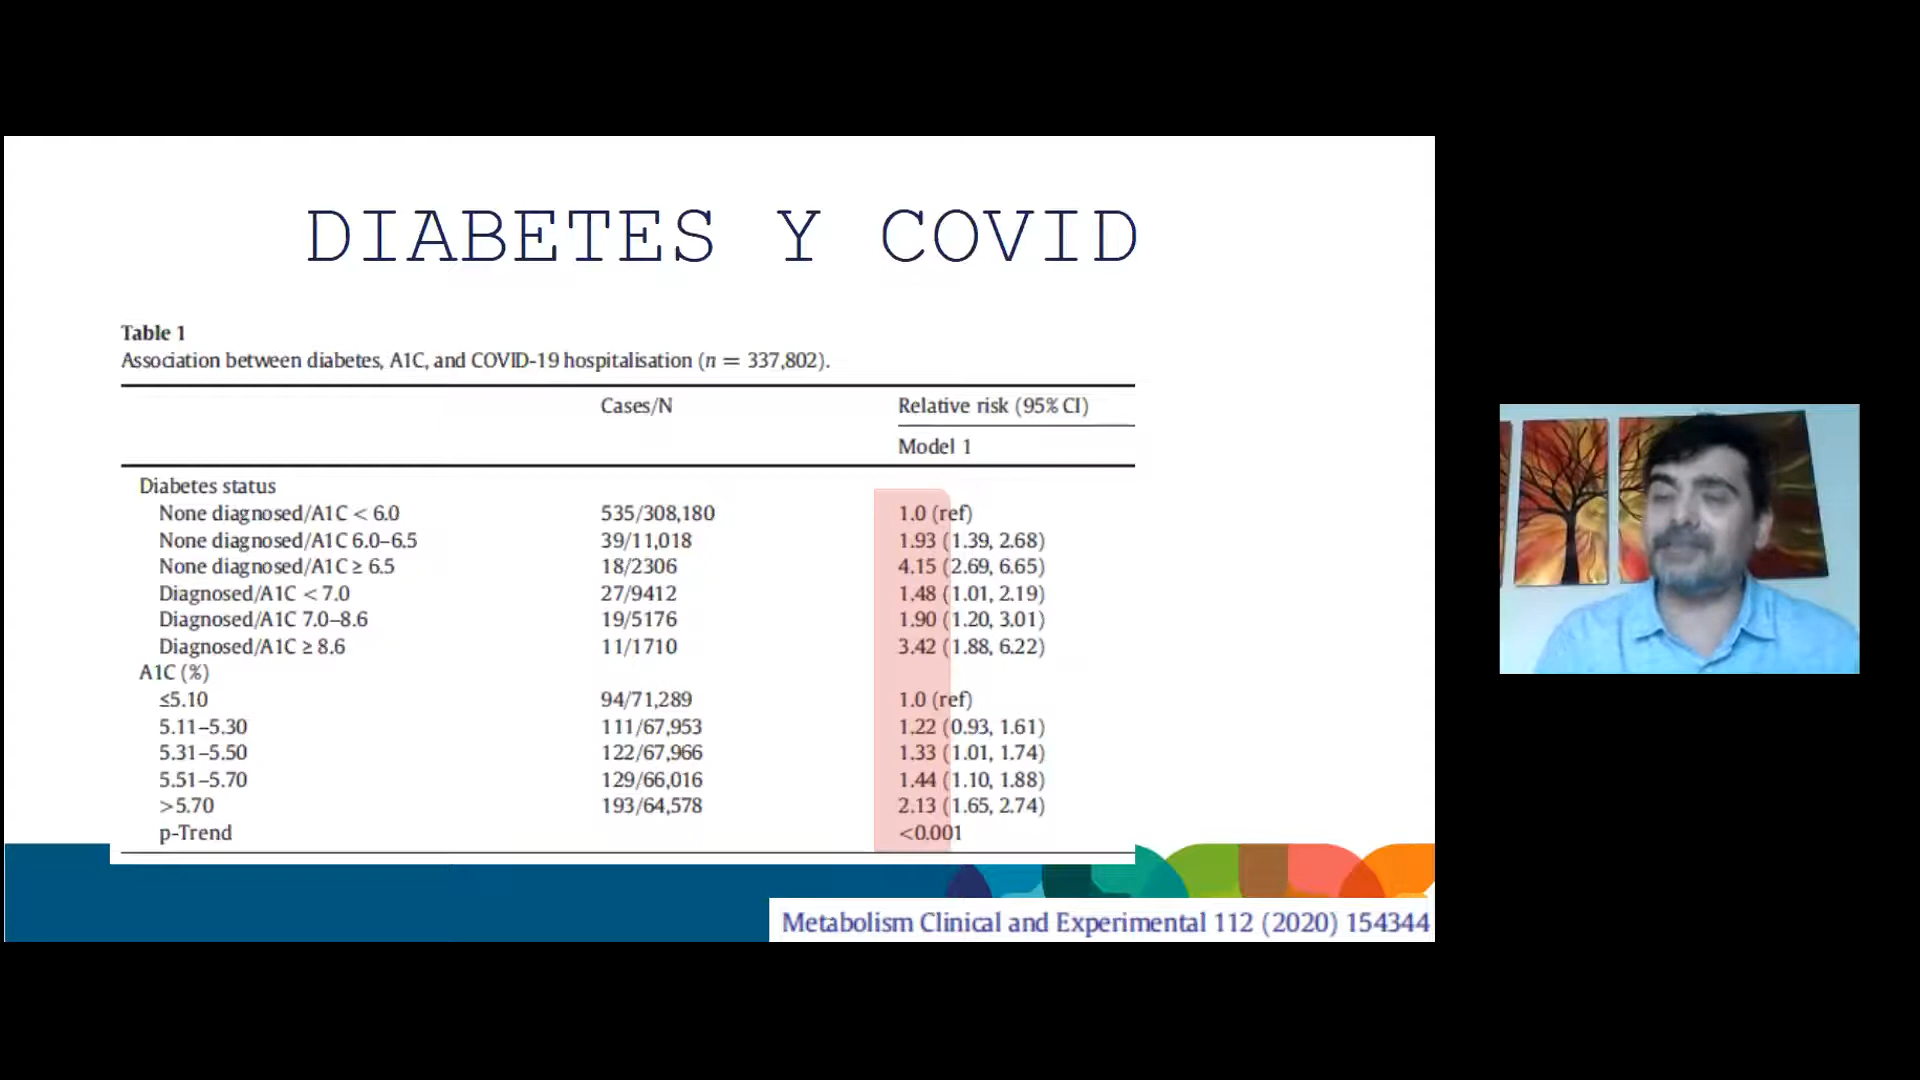 DIABETES Y COVID
Table 1
Association between diabetes, A1C, and COVID-19 hospitalisation (n = 337,802).
Cases/N Relative risk (95% CI)
Model 1
Diabetes status
None diagnosed/A1C < 6.0 535/308,180 1.0 (ref)
None diagnosed/A1C 6.0–6.5 39/11,018 1.93 (1.39, 2.68)
None diagnosed/A1C ≥ 6.5 18/2306 4.15 (2.69, 6.65)
Diagnosed/A1C < 7.0 27/9412 1.48 (1.01, 2.19)
Diagnosed/A1C 7.0–8.6 19/5176 1.90 (1.20, 3.01)
Diagnosed/A1C ≥ 8.6 11/1710 3.42 (1.88, 6.22)
A1C (%)
≤5.10 94/71,289 1.0 (ref)
5.11–5.30 111/67,953 1.22 (0.93, 1.61)
5.31–5.50 122/67,966 1.33 (1.01, 1.74)
5.51–5.70 129/66,016 1.44 (1.10, 1.88)
>5.70 193/64,578 2.13 (1.65, 2.74)
p-Trend <0.001
Metabolism Clinical and Experimental 112 (2020) 154344